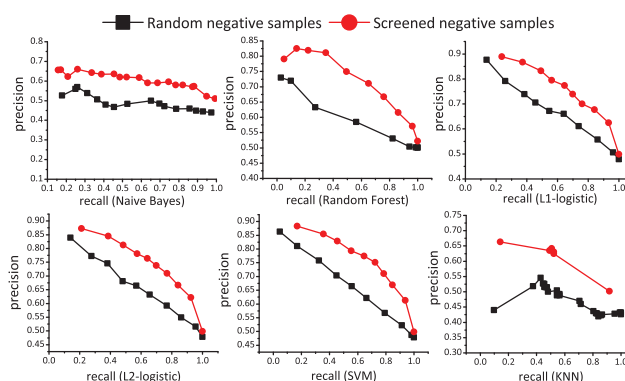 Random negative samples Screened negative samples
precision
0.8
0.7
0.6
0.5
0.4
0.3
0.2
0.1
0.1 0.2 0.3 0.4 0.5 0.6 0.7 0.8 0.9 1.0
recall (Naive Bayes)
precision
0.85
0.80
0.75
0.70
0.65
0.60
0.55
0.50
0.45
0.40
0.0 0.2 0.4 0.6 0.8 1.0
recall (Random Forest)
precision
0.9
0.8
0.7
0.6
0.5
0.4
0.0 0.2 0.4 0.6 0.8 1.0
recall (L1-logistic)
precision
0.90
0.85
0.80
0.75
0.70
0.65
0.60
0.55
0.50
0.45
0.0 0.2 0.4 0.6 0.8 1.0
recall (L2-logistic)
precision
0.90
0.85
0.80
0.75
0.70
0.65
0.60
0.55
0.50
0.45
0.0 0.2 0.4 0.6 0.8 1.0
recall (SVM)
precision
0.75
0.70
0.65
0.60
0.55
0.50
0.45
0.40
0.35
0.30
0.0 0.2 0.4 0.6 0.8 1.0
recall (KNN)